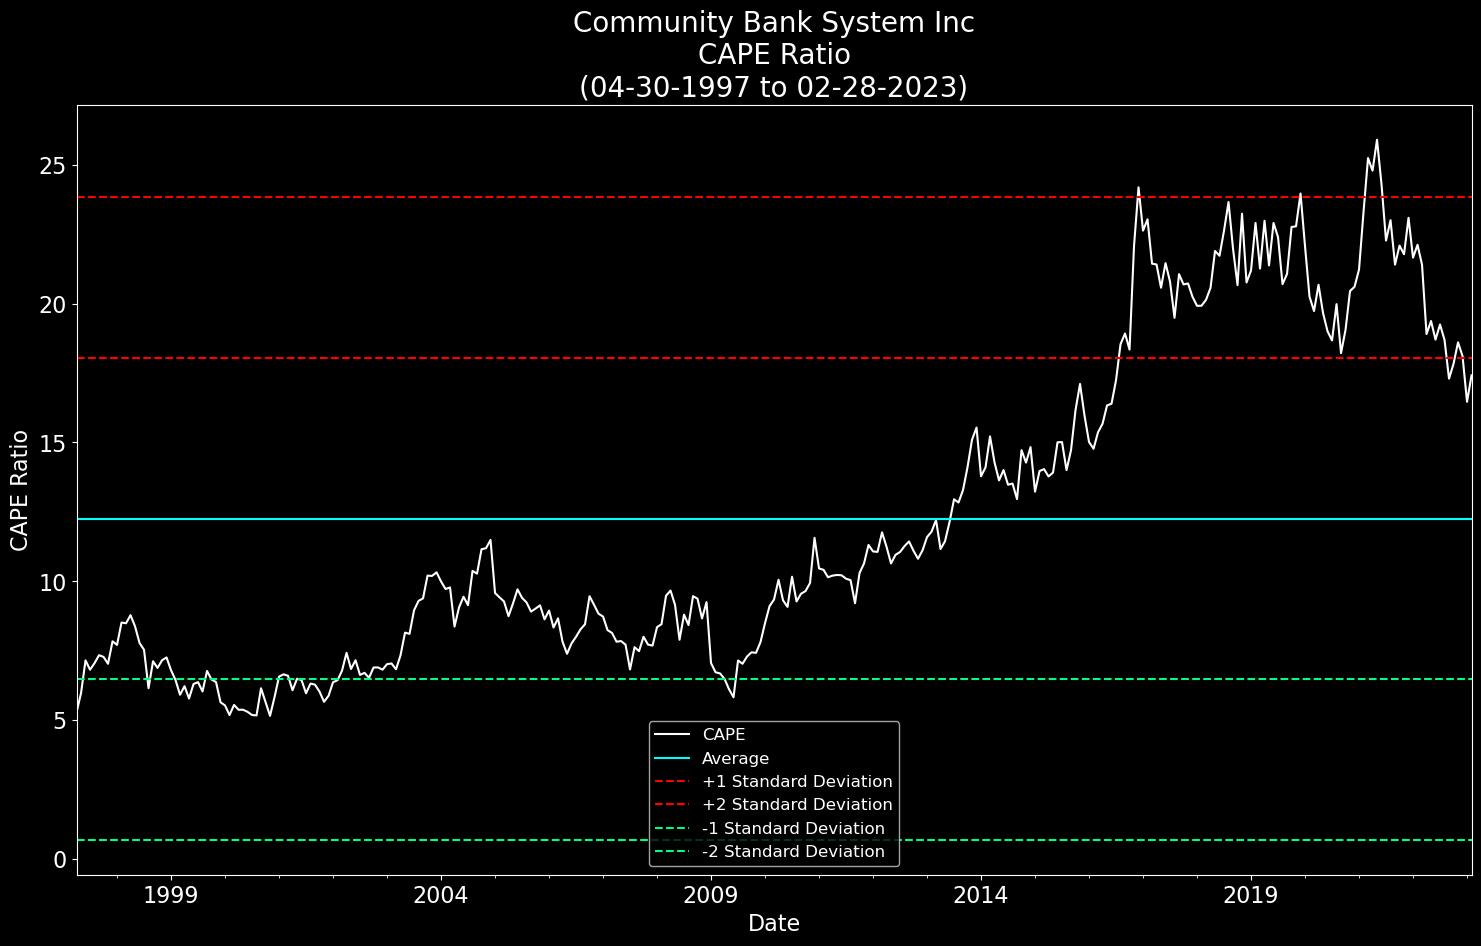 Community Bank System Inc
CAPE Ratio
(04-30-1997 to 02-28-2023)
25
20
15
10
5
0
CAPE Ratio
CAPE
Average
+1 Standard Deviation
+2 Standard Deviation
-1 Standard Deviation
-2 Standard Deviation
1999 2004 2009 2014 2019
Date